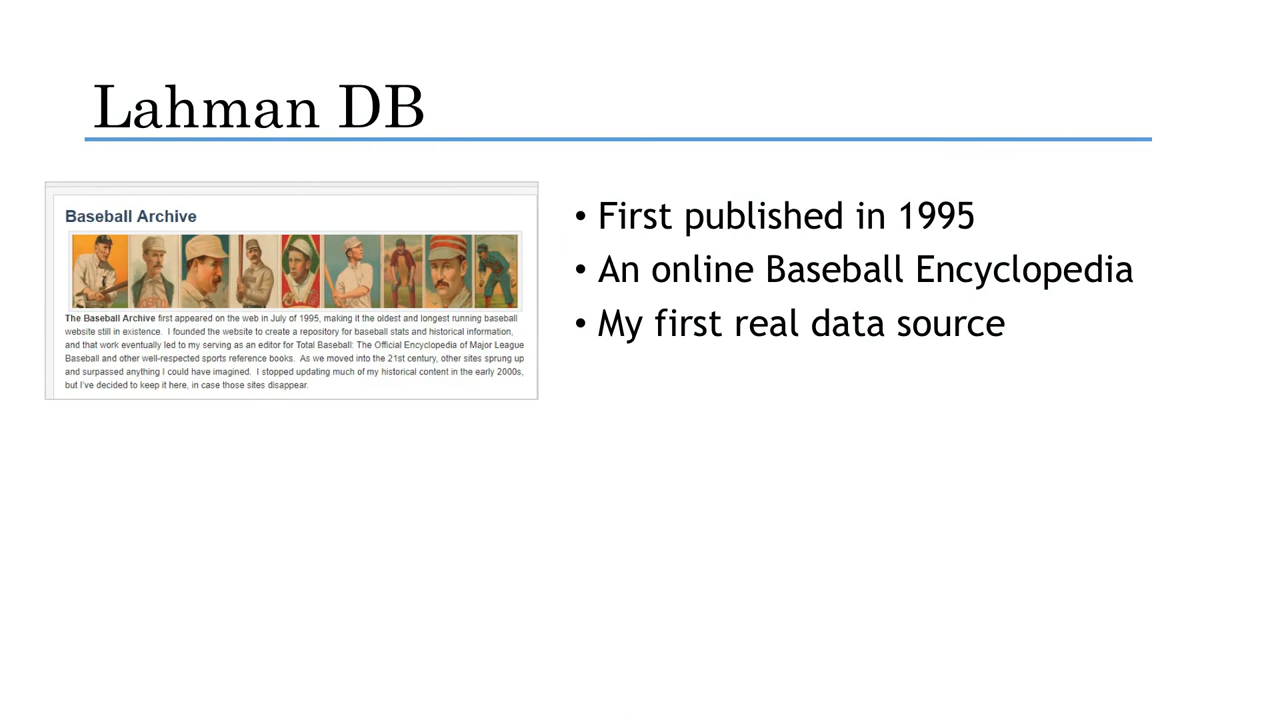 Lahman DB
Baseball Archive
The Baseball Archive first appeared on the web in July of 1995, making it the oldest and longest running baseball
website still in existence.  I founded the website to create a repository for baseball stats and historical information,
and that work eventually led to my serving as an editor for Total Baseball: The Official Encyclopedia of Major League
Baseball and other well-respected sports reference books.  As we moved into the 21st century, other sites sprung up
and surpassed anything I could have imagined.  I stopped updating much of my historical content in the early 2000s,
but I've decided to keep it here, in case those sites disappear.
• First published in 1995
• An online Baseball Encyclopedia
• My first real data source